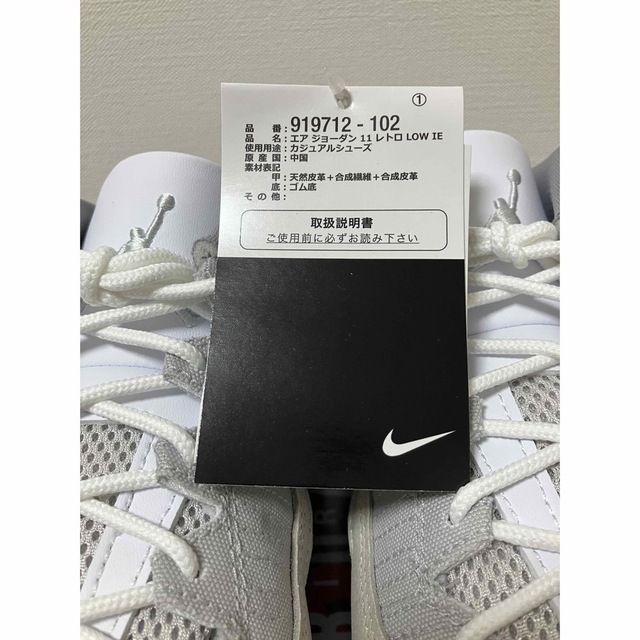 ①
品 番：919712 - 102
品 名：エア ジョーダン 11 レトロ LOW IE
使用用途：カジュアルシューズ
原 産 国：中国
素材表記
甲：天然皮革＋合成繊維＋合成皮革
底：ゴム底
そ の 他：
取扱説明書
ご使用前に必ずお読み下さい